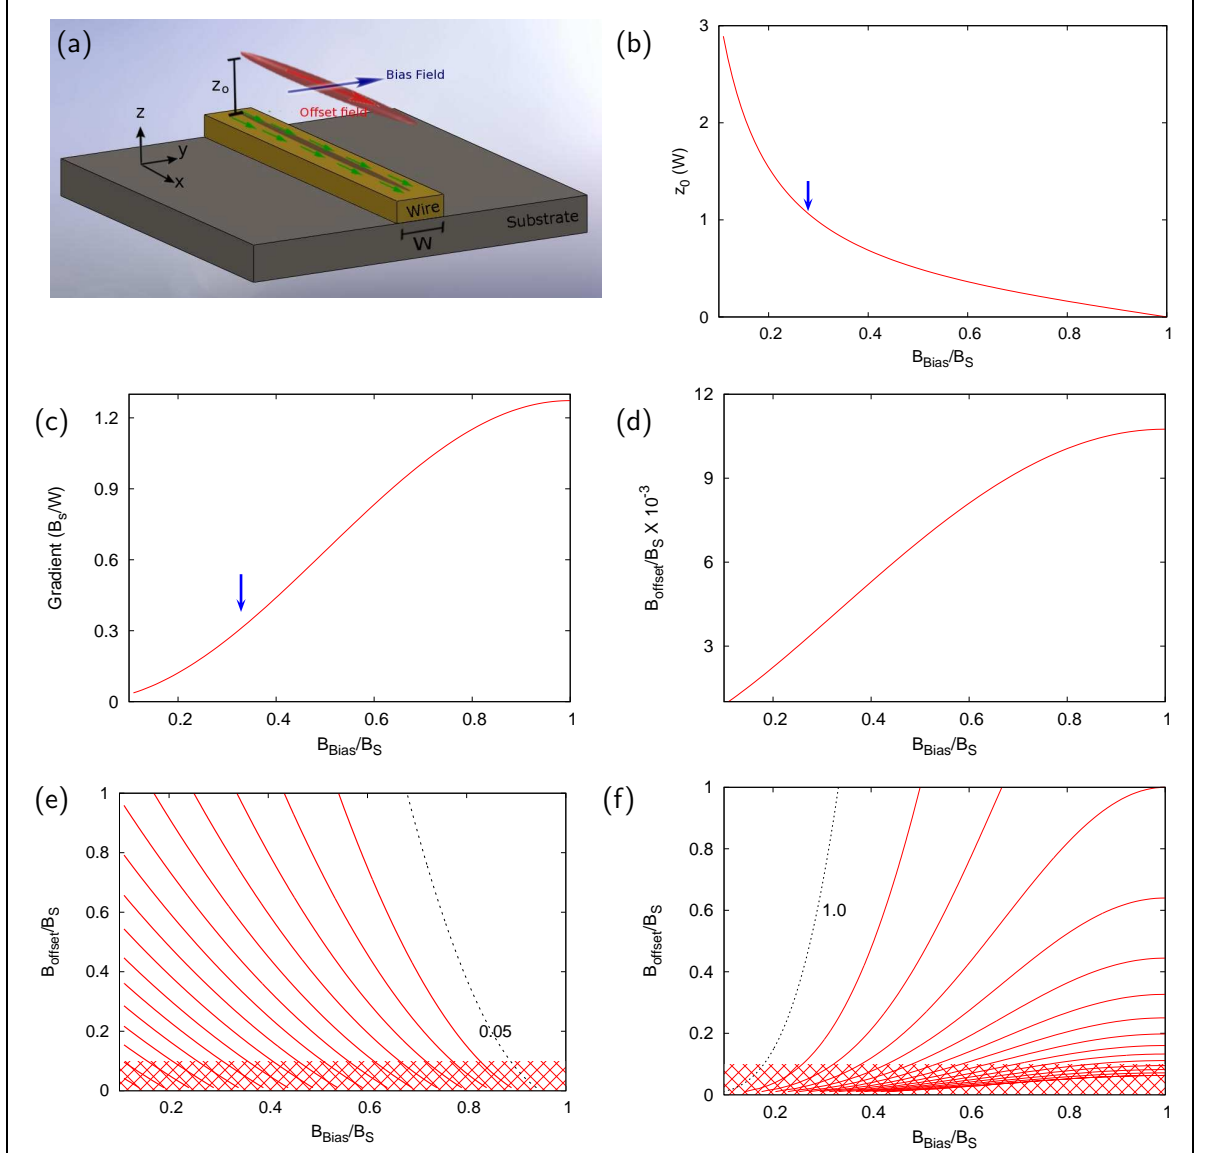 (a)
z₀
Bias Field
Offset field
z
y
x
Wire
W
Substrate
(b)
3
2
1
0
z₀ (W)
0.2 0.4 0.6 0.8 1
B_Bias/B_S
(c)
1.2
0.9
0.6
0.3
0
Gradient (B_s/W)
0.2 0.4 0.6 0.8 1
B_Bias/B_S
(d)
12
9
6
3
B_offset/B_S X 10⁻³
0.2 0.4 0.6 0.8 1
B_Bias/B_S
(e)
1
0.8
0.6
0.4
0.2
0
B_offset/B_S
0.05
0.2 0.4 0.6 0.8 1
B_Bias/B_S
(f)
1
0.8
0.6
0.4
0.2
0
B_offset/B_S
1.0
0.2 0.4 0.6 0.8 1
B_Bias/B_S